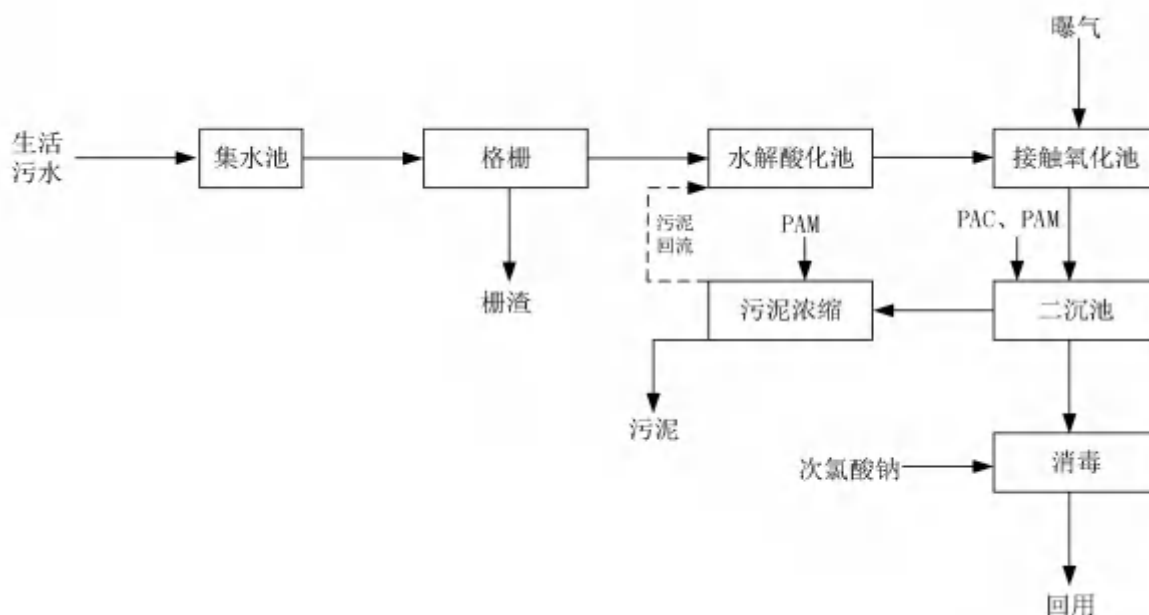 曝气
生活
污水
集水池
格栅
水解酸化池
接触氧化池
污泥
回流
PAM
PAC、PAM
栅渣
污泥浓缩
二沉池
污泥
次氯酸钠
消毒
回用